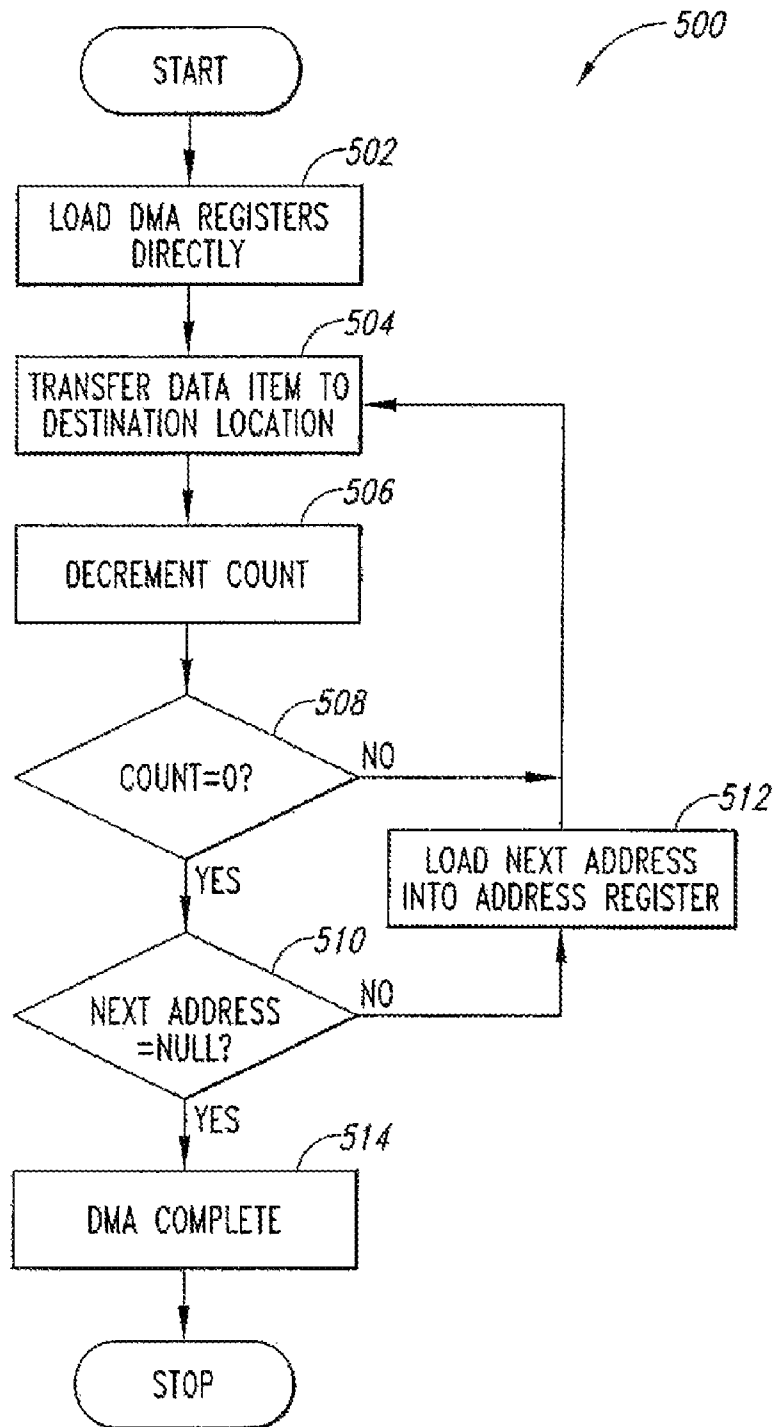 500
START
502
LOAD DMA REGISTERS
DIRECTLY
504
TRANSFER DATA ITEM TO
DESTINATION LOCATION
506
DECREMENT COUNT
508
COUNT=0?
NO
YES
512
LOAD NEXT ADDRESS
INTO ADDRESS REGISTER
510
NEXT ADDRESS
=NULL?
NO
YES
514
DMA COMPLETE
STOP